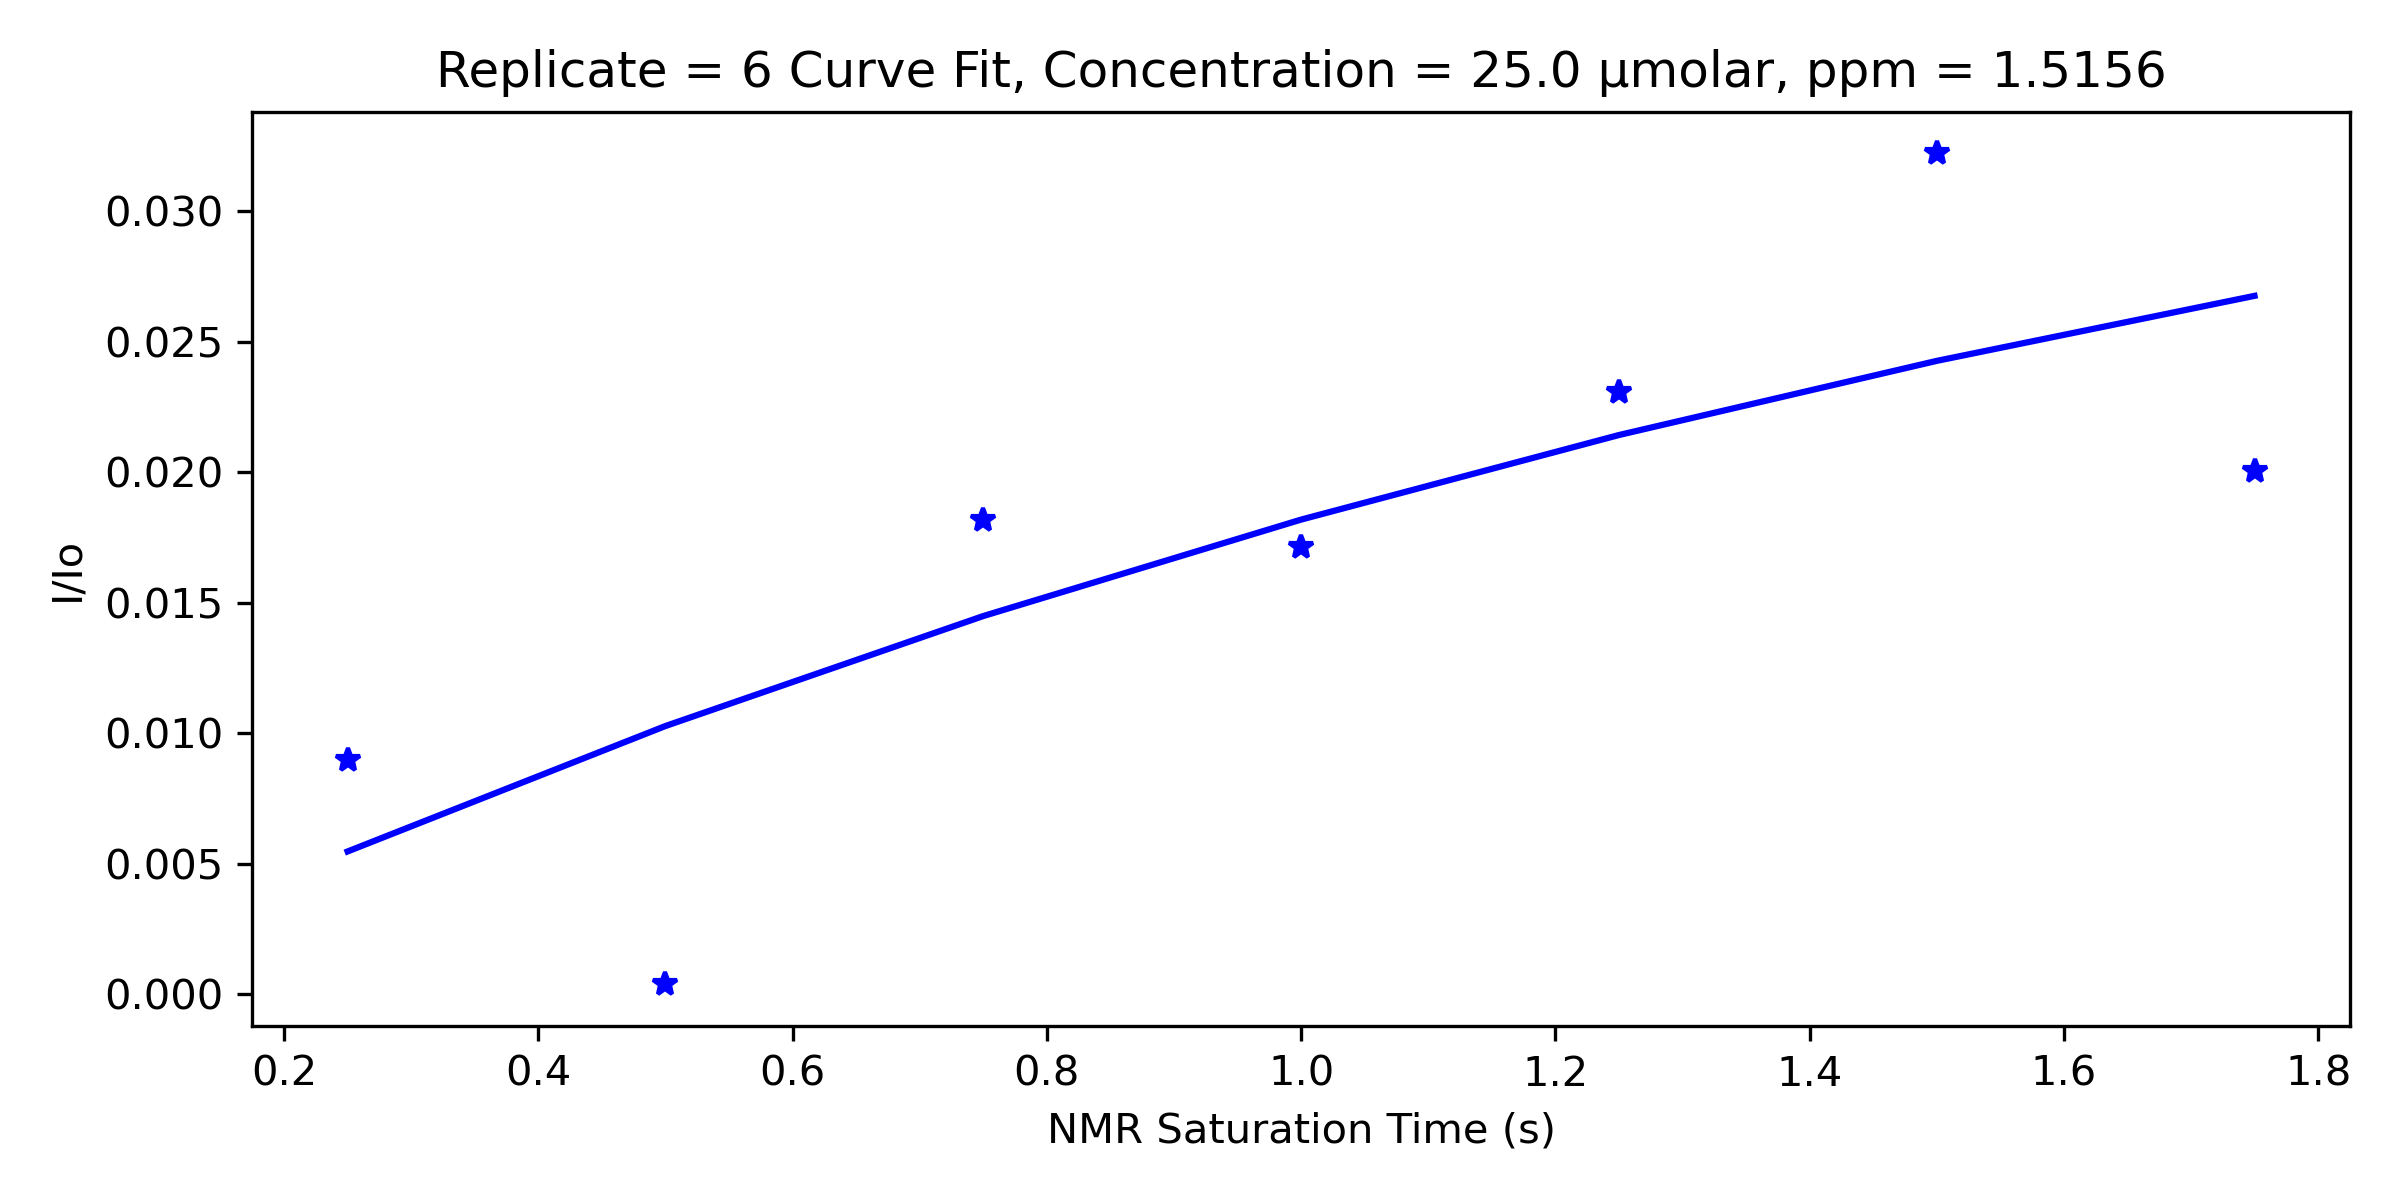 Replicate = 6 Curve Fit, Concentration = 25.0 µmolar, ppm = 1.5156
0.030
0.025
0.020
0.015
0.010
0.005
0.000
I/Io
0.2 0.4 0.6 0.8 1.0 1.2 1.4 1.6 1.8
NMR Saturation Time (s)